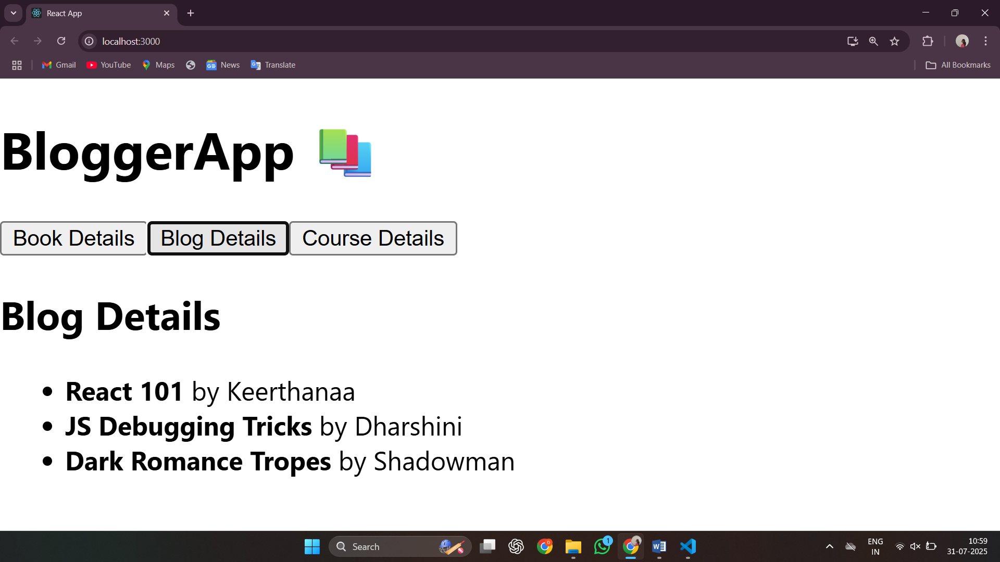 React App
localhost:3000
Gmail YouTube Maps News Translate All Bookmarks
BloggerApp 📚
Book Details Blog Details Course Details
Blog Details
• React 101 by Keerthanaa
• JS Debugging Tricks by Dharshini
• Dark Romance Tropes by Shadowman
Search
1
ENG
IN
10:59
31-07-2025